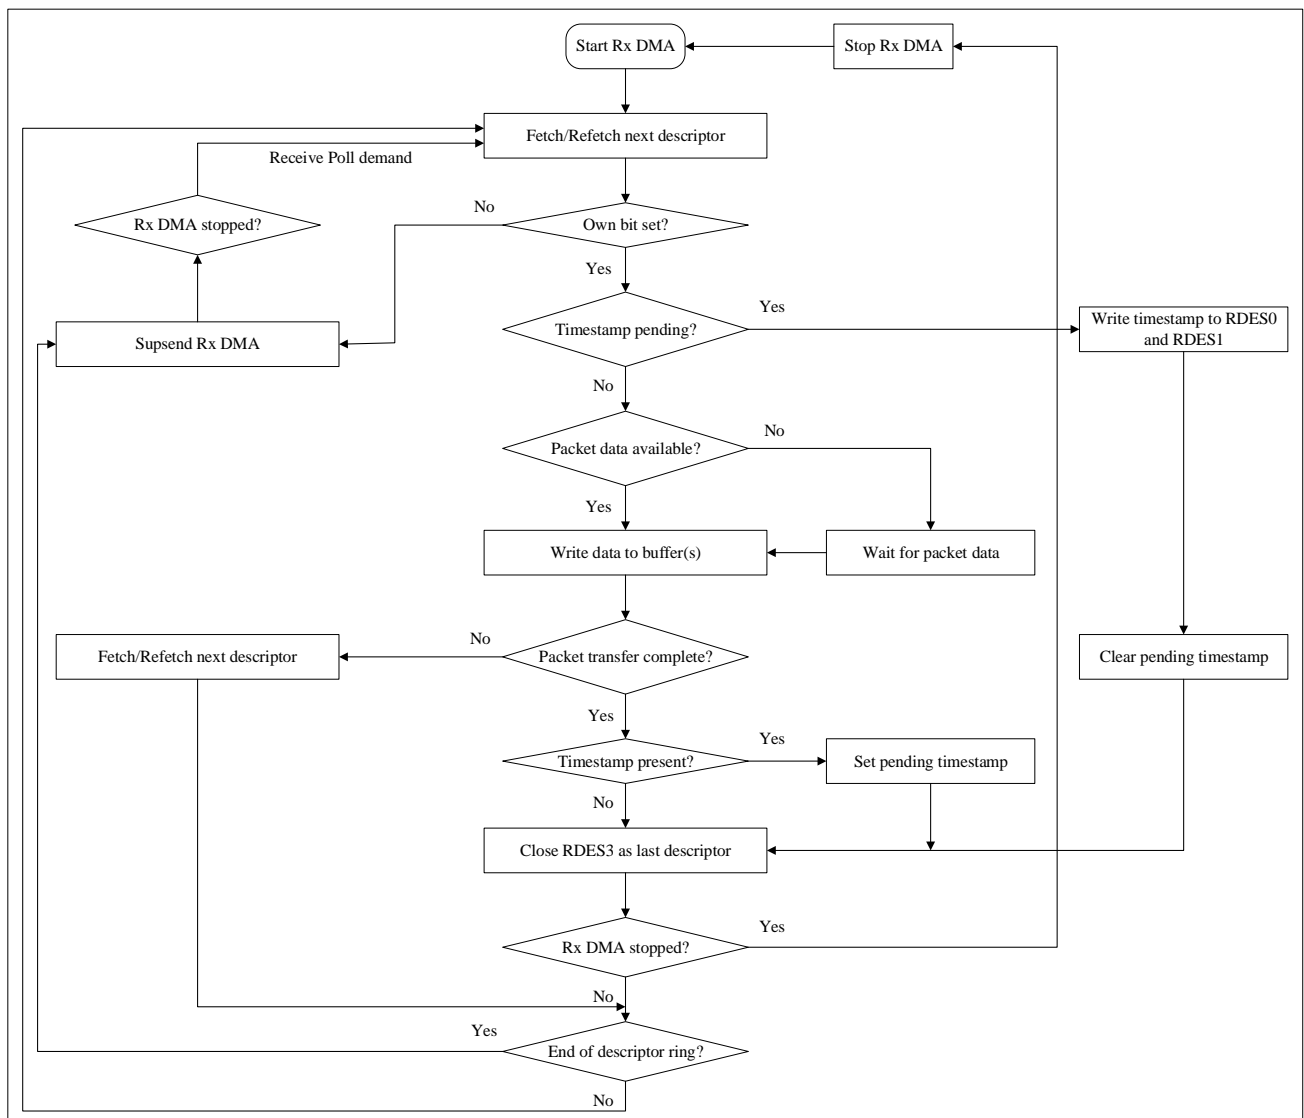 Start Rx DMA
Stop Rx DMA
Fetch/Refetch next descriptor
Receive Poll demand
Rx DMA stopped?
No
Own bit set?
Yes
Supsend Rx DMA
Timestamp pending?
Yes
Write timestamp to RDES0
and RDES1
No
Packet data available?
No
Yes
Write data to buffer(s)
Wait for packet data
Fetch/Refetch next descriptor
No
Packet transfer complete?
Clear pending timestamp
Yes
Timestamp present?
Yes
Set pending timestamp
No
Close RDES3 as last descriptor
Rx DMA stopped?
Yes
No
Yes
End of descriptor ring?
No